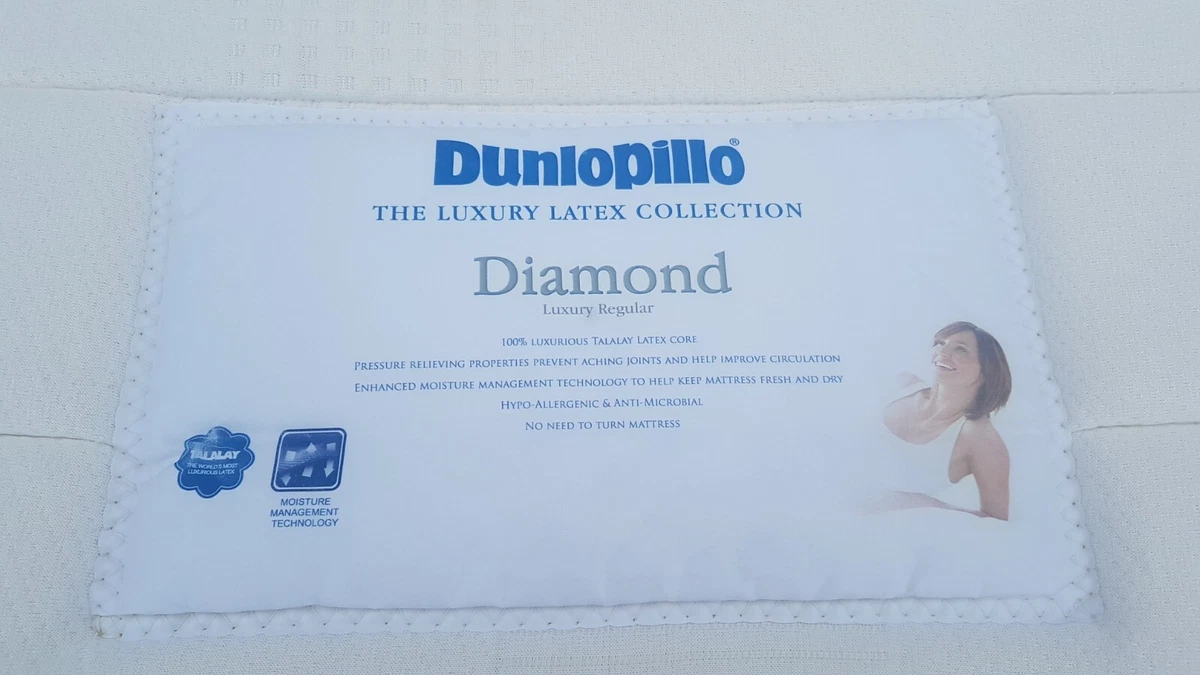 Dunlopillo®
THE LUXURY LATEX COLLECTION
Diamond
Luxury Regular
100% LUXURIOUS TALALAY LATEX CORE
PRESSURE RELIEVING PROPERTIES PREVENT ACHING JOINTS AND HELP IMPROVE CIRCULATION
ENHANCED MOISTURE MANAGEMENT TECHNOLOGY TO HELP KEEP MATTRESS FRESH AND DRY
HYPO-ALLERGENIC & ANTI-MICROBIAL
NO NEED TO TURN MATTRESS
TALALAY
THE WORLD'S MOST
LUXURIOUS LATEX
MOISTURE
MANAGEMENT
TECHNOLOGY